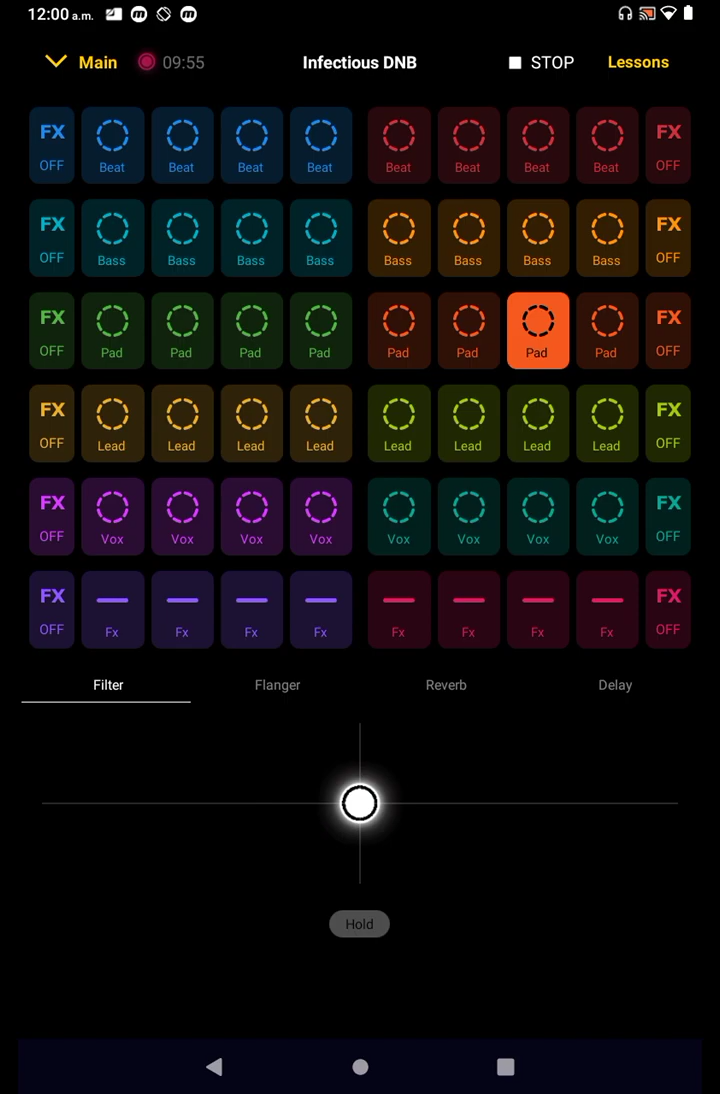 12:00 a.m.
Main 09:55 Infectious DNB STOP Lessons
FX FX
OFF Beat Beat Beat Beat Beat Beat Beat Beat OFF
FX FX
OFF Bass Bass Bass Bass Bass Bass Bass Bass OFF
FX FX
OFF Pad Pad Pad Pad Pad Pad Pad Pad OFF
FX FX
OFF Lead Lead Lead Lead Lead Lead Lead Lead OFF
FX FX
OFF Vox Vox Vox Vox Vox Vox Vox Vox OFF
FX FX
OFF Fx Fx Fx Fx Fx Fx Fx Fx OFF
Filter Flanger Reverb Delay
Hold